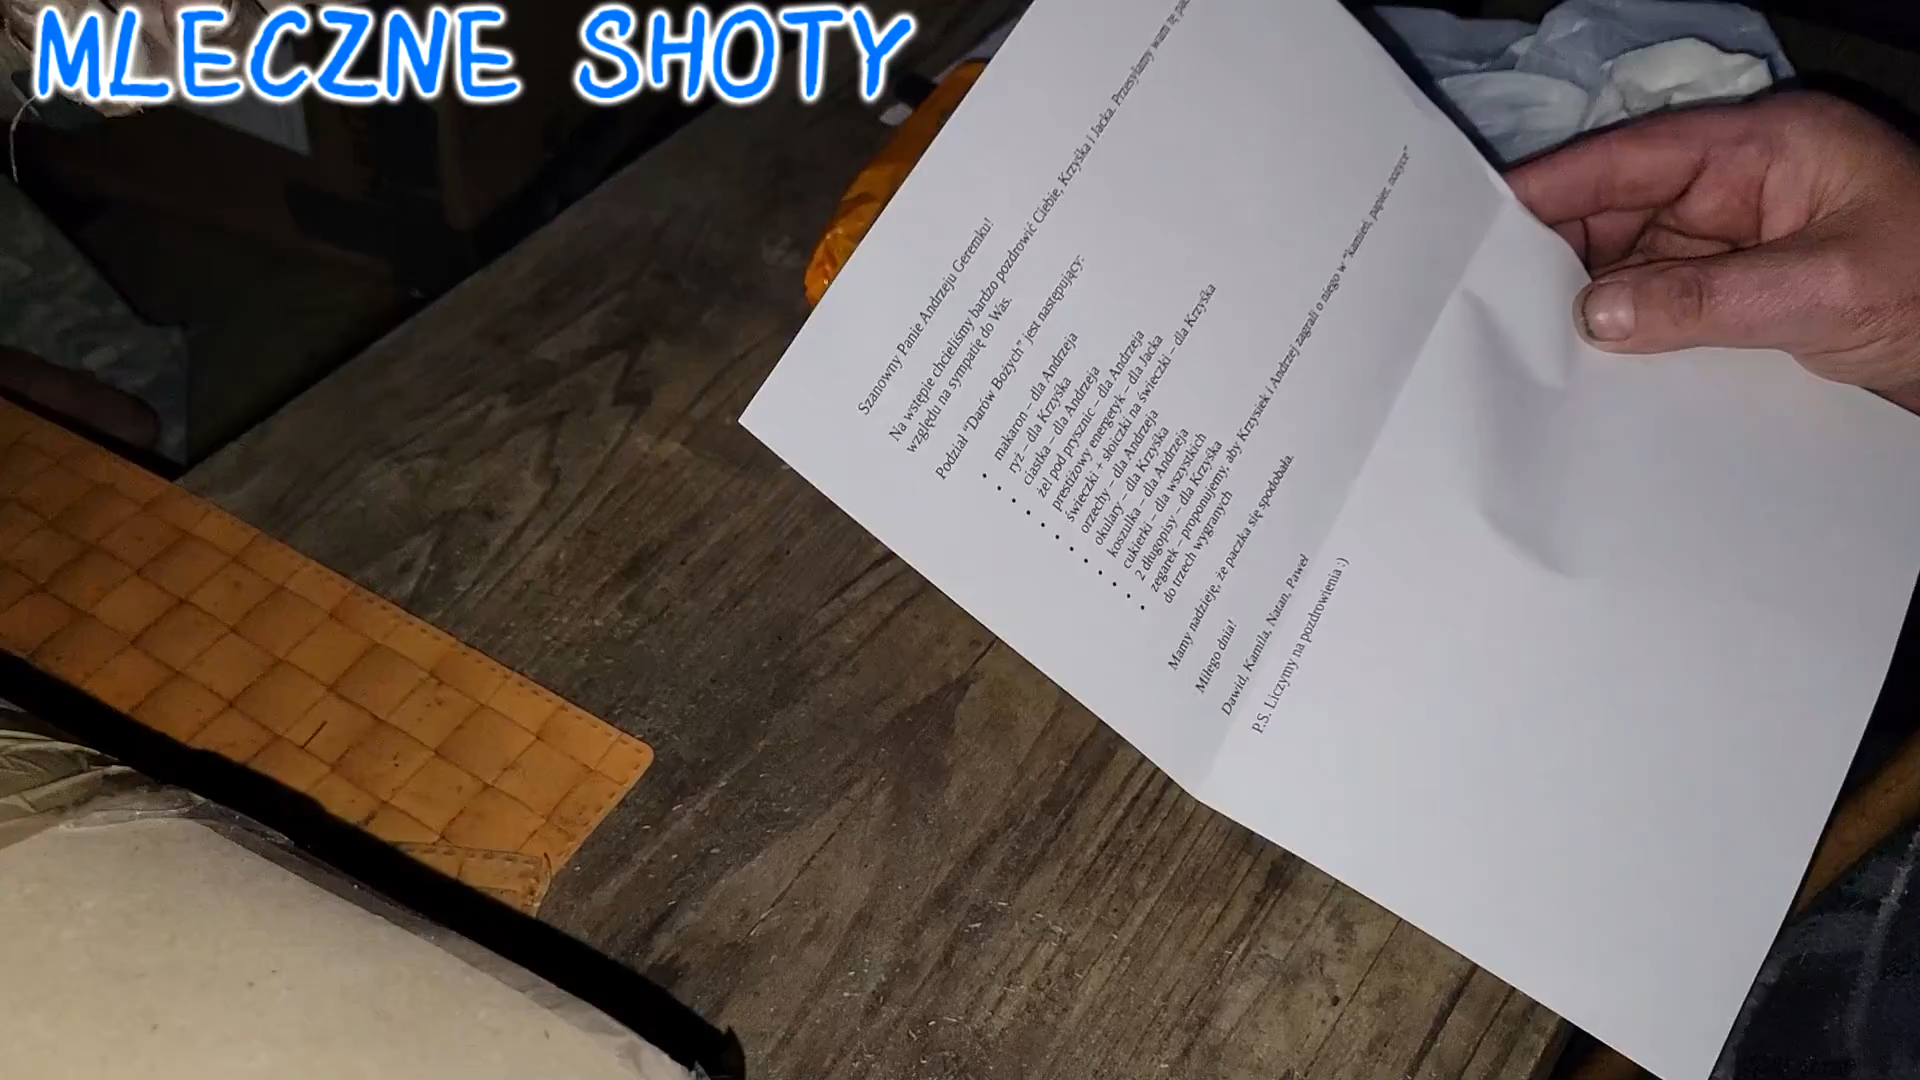 MLECZNE SHOTY
Szanowny Panie Andrzeju Geremku!
Na wstępie chcieliśmy bardzo pozdrowić Ciebie, Krzyśka i Jacka. Przesyłamy wam tę
względu na sympatię do Was.
Podział "Darów Bożych" jest następujący:
• makaron – dla Andrzeja
• ryż – dla Krzyśka
• ciastka – dla Andrzeja
• żel pod prysznic – dla Andrzeja
• prestiżowy energetyk – dla Jacka
• świeczki + słoiczki na świeczki – dla Krzyśka
• orzechy – dla Andrzeja
• okulary – dla Krzyśka
• koszulka – dla Andrzeja
• cukierki – dla wszystkich
• 2 długopisy – dla Krzyśka
• zegarek – proponujemy, aby Krzysiek i Andrzej zagrali o niego w "kamień, papier, nożyce"
do trzech wygranych
Mamy nadzieję, że paczka się spodobała.
Miłego dnia!
Dawid, Kamila, Natan, Paweł
P.S. Liczymy na pozdrowienia :)